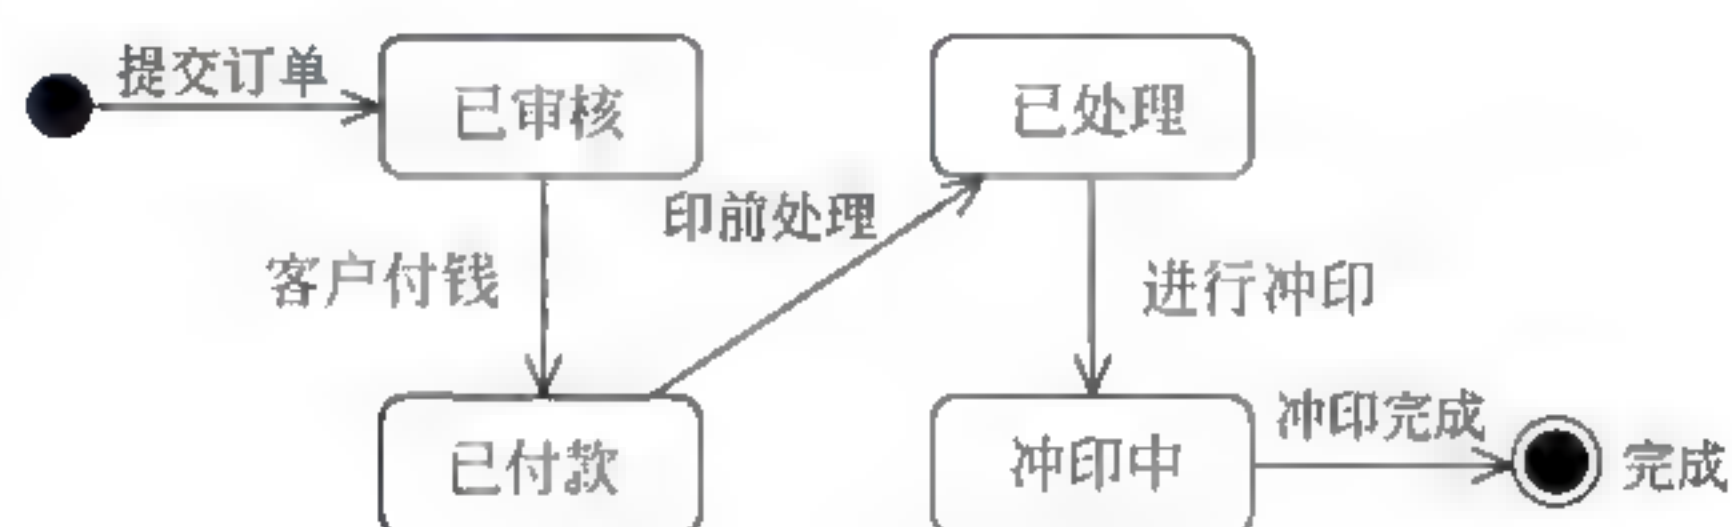 提交订单
已审核
已处理
印前处理
客户付钱
进行冲印
已付款
冲印中
冲印完成
完成